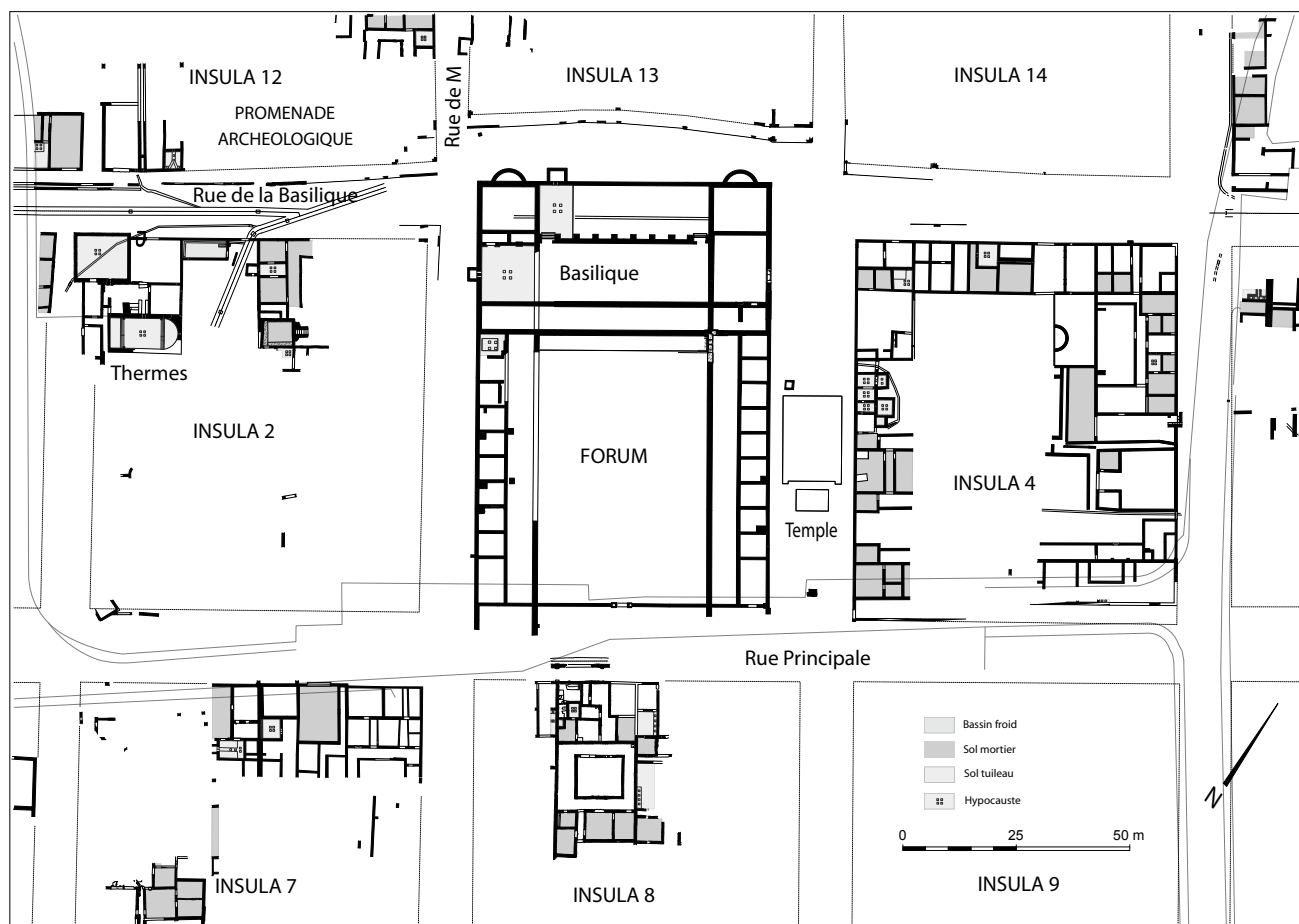 INSULA 12
INSULA 13
INSULA 14
PROMENADE
ARCHEOLOGIQUE
Rue de M
Rue de la Basilique
Basilique
Thermes
INSULA 2
FORUM
INSULA 4
Temple
Rue Principale
Bassin froid
Sol mortier
Sol tuileau
Hypocauste
N
0 25 50 m
INSULA 7
INSULA 8
INSULA 9